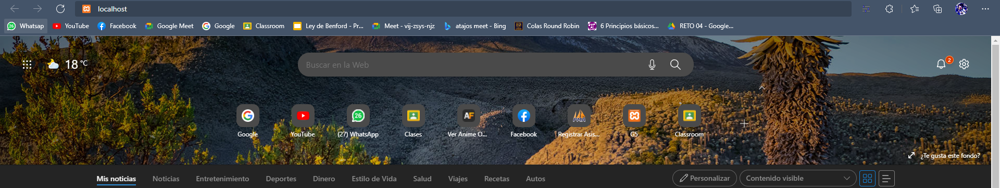 localhost
Whatsap YouTube Facebook Google Meet Google Classroom Ley de Benford - Pr... Meet - vij-zsys-njz atajos meet - Bing Colas Round Robin 6 Principios básicos... RETO 04 - Google...
18 °C Buscar en la Web 2
Google YouTube (27) WhatsApp Clases Ver Anime O... Facebook Registrar Asis... G5 Classroom
¿Te gusta este fondo?
Mis noticias Noticias Entretenimiento Deportes Dinero Estilo de Vida Salud Viajes Recetas Autos Personalizar Contenido visible